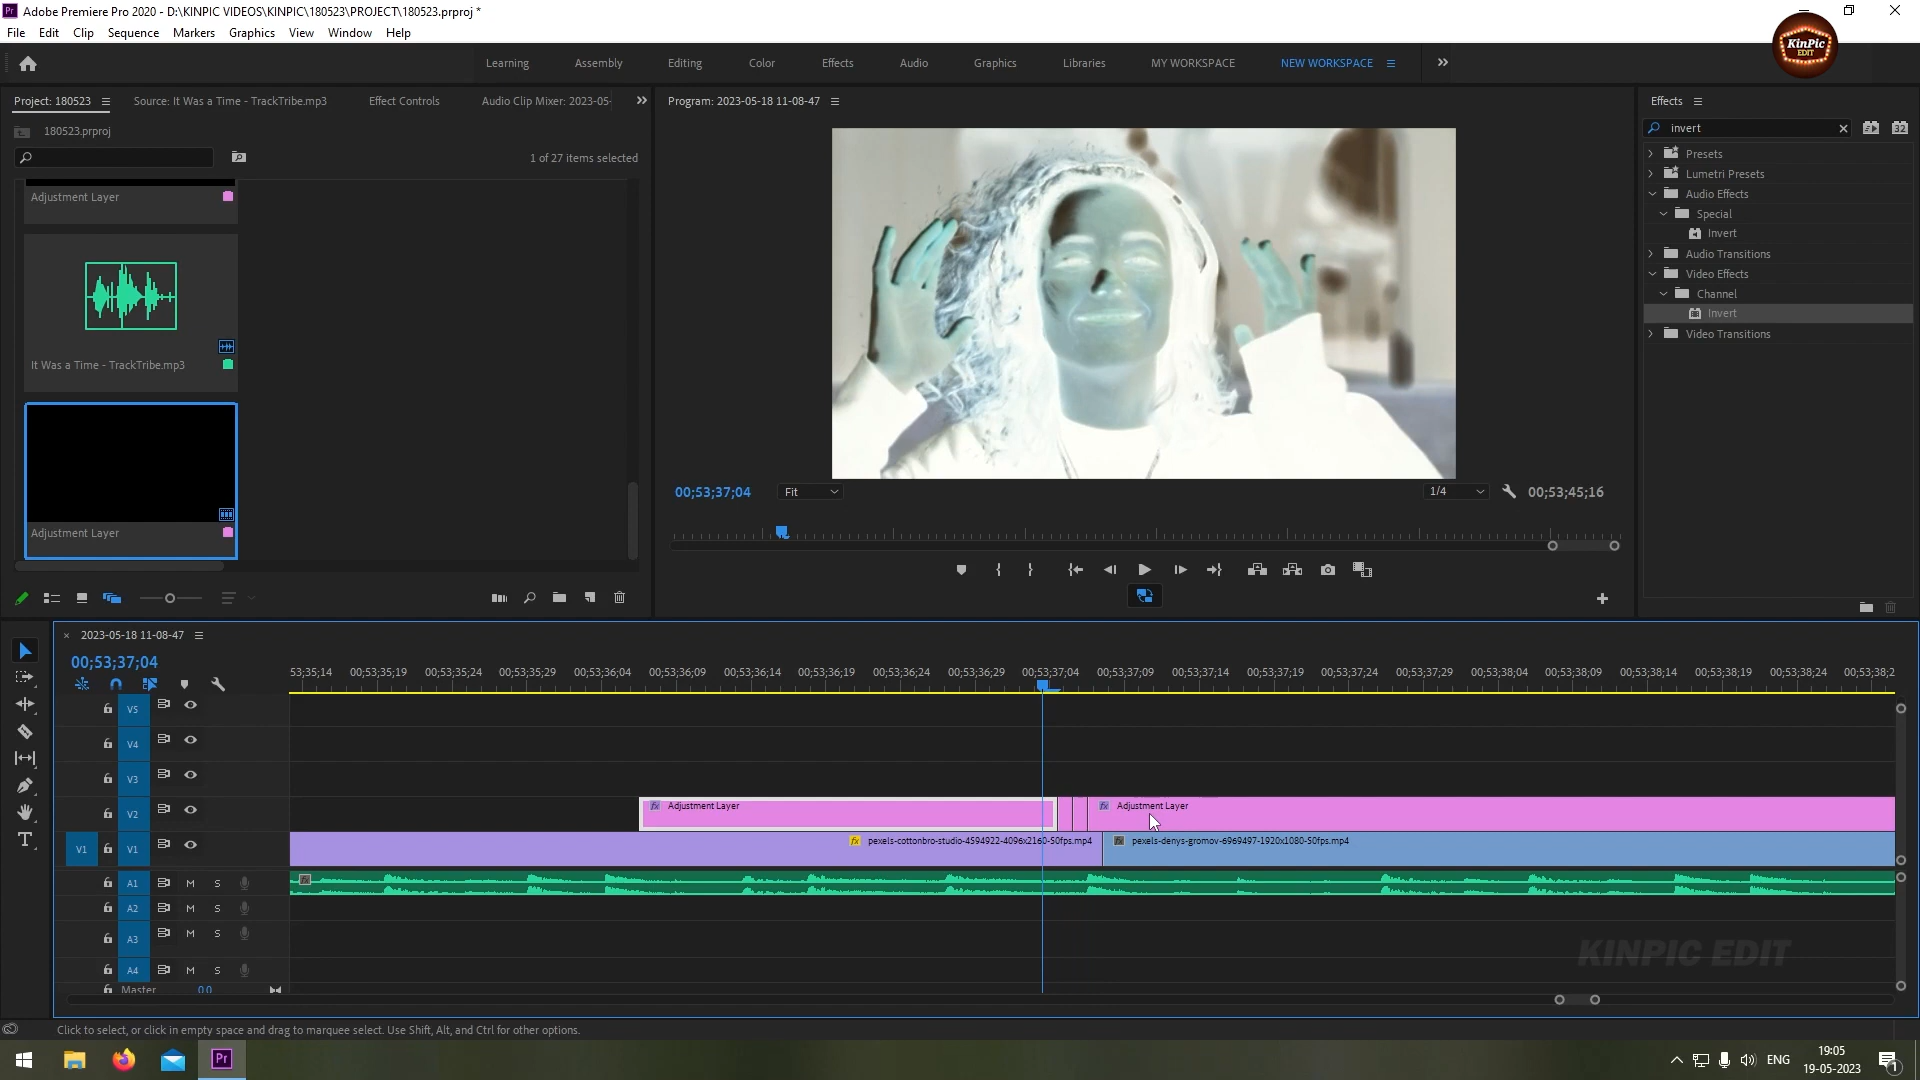 Adobe Premiere Pro 2020 - D:\KINPIC VIDEOS\KINPIC\180523\PROJECT\180523.prproj *
File Edit Clip Sequence Markers Graphics View Window Help
KinPic
EDIT
Learning Assembly Editing Color Effects Audio Graphics Libraries MY WORKSPACE NEW WORKSPACE
Project: 180523 Source: It Was a Time - TrackTribe.mp3 Effect Controls Audio Clip Mixer: 2023-05-
180523.prproj
1 of 27 items selected
Adjustment Layer
It Was a Time - TrackTribe.mp3
Adjustment Layer
Program: 2023-05-18 11-08-47
00;53;37;04 Fit 1/4 00;53;45;16
Effects
invert
32
Presets
Lumetri Presets
Audio Effects
Special
Invert
Audio Transitions
Video Effects
Channel
Invert
Video Transitions
2023-05-18 11-08-47
00;53;37;04
53;35;14 00;53;35;19 00;53;35;24 00;53;35;29 00;53;36;04 00;53;36;09 00;53;36;14 00;53;36;19 00;53;36;24 00;53;36;29 00;53;37;04 00;53;37;09 00;53;37;14 00;53;37;19 00;53;37;24 00;53;37;29 00;53;38;04 00;53;38;09 00;53;38;14 00;53;38;19 00;53;38;24 00;53;38;2
V5
V4
V3
V2 fx Adjustment Layer fx Adjustment Layer
V1 V1 fx pexels-cottonbro-studio-4594922-4096x2160-50fps.mp4 fx pexels-denys-gromov-6969497-1920x1080-50fps.mp4
A1 M S fx
A2 M S
A3 M S
A4 M S
Master 0.0
KINPIC EDIT
Click to select, or click in empty space and drag to marquee select. Use Shift, Alt, and Ctrl for other options.
Pr ENG 19:05
19-05-2023
1